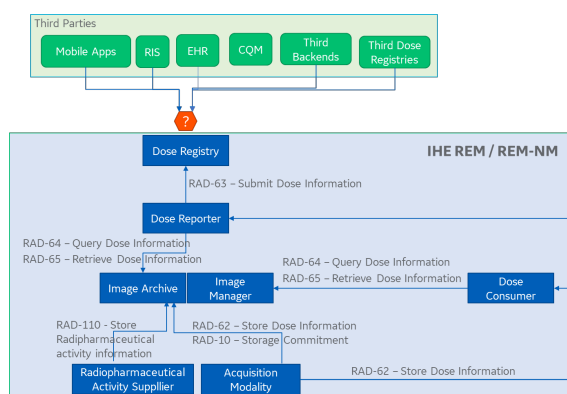 Third Parties
Mobile Apps
RIS
EHR
CQM
Third
Backends
Third Dose
Registries
?
IHE REM / REM-NM
Dose Registry
RAD-63 – Submit Dose Information
Dose Reporter
RAD-64 – Query Dose Information
RAD-65 – Retrieve Dose Information
RAD-64 – Query Dose Information
RAD-65 – Retrieve Dose Information
Image Archive
Image
Manager
Dose
Consumer
RAD-110 - Store
Radipharmaceutical
activity information
RAD-62 – Store Dose Information
RAD-10 – Storage Commitment
Radiopharmaceutical
Activity Suppllier
Acquisition
Modality
RAD-62 – Store Dose Information